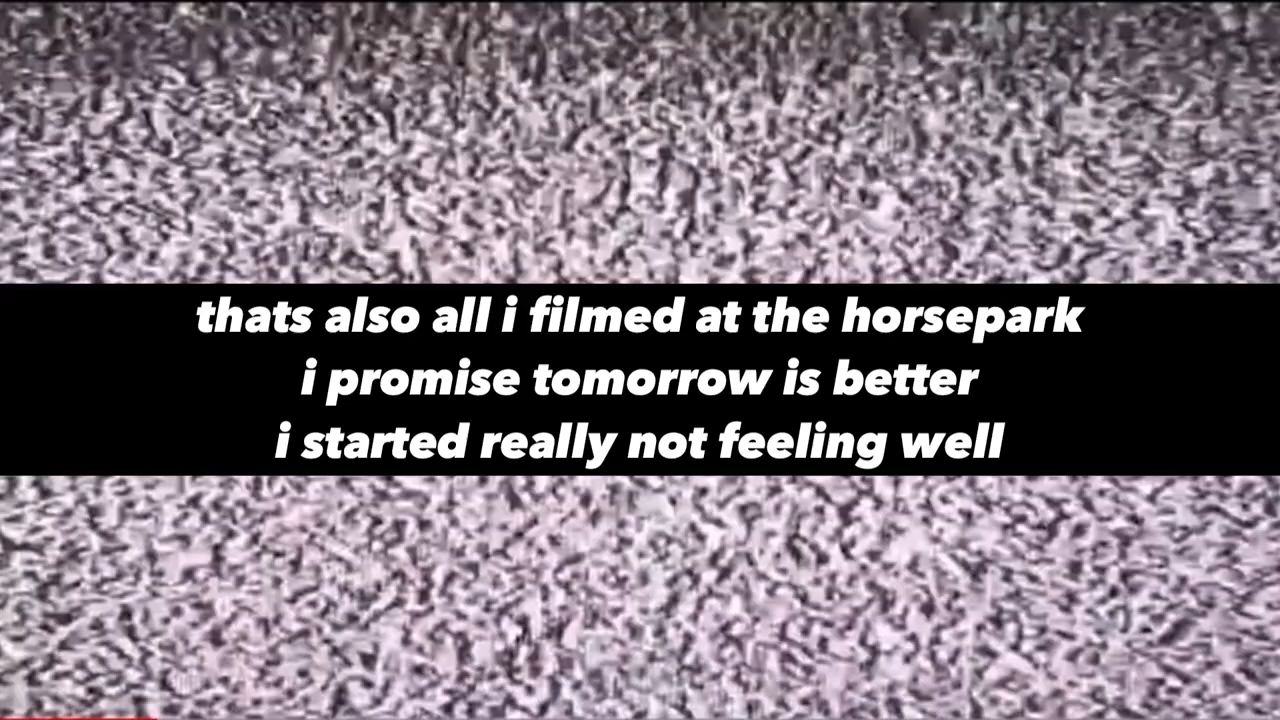 thats also all i filmed at the horsepark
i promise tomorrow is better
i started really not feeling well